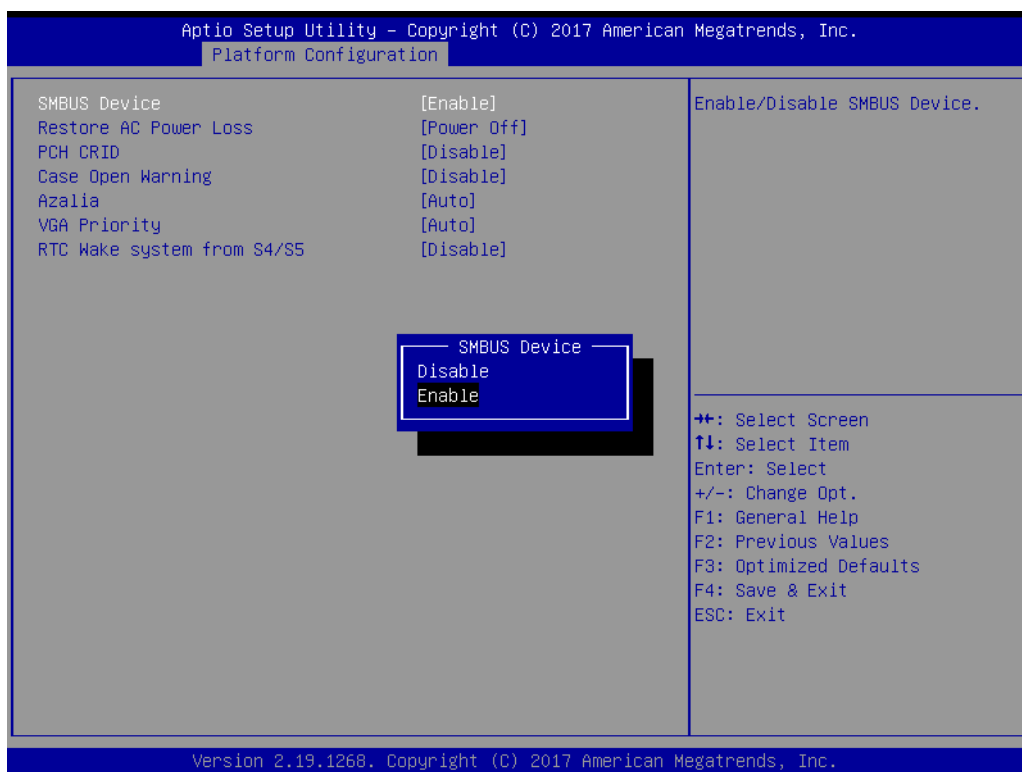 Aptio Setup Utility – Copyright (C) 2017 American Megatrends, Inc.
Platform Configuration
SMBUS Device [Enable]
Restore AC Power Loss [Power Off]
PCH CRID [Disable]
Case Open Warning [Disable]
Azalia [Auto]
VGA Priority [Auto]
RTC Wake system from S4/S5 [Disable]
Enable/Disable SMBUS Device.
SMBUS Device
Disable
Enable
→←: Select Screen
↑↓: Select Item
Enter: Select
+/-: Change Opt.
F1: General Help
F2: Previous Values
F3: Optimized Defaults
F4: Save & Exit
ESC: Exit
Version 2.19.1268. Copyright (C) 2017 American Megatrends, Inc.